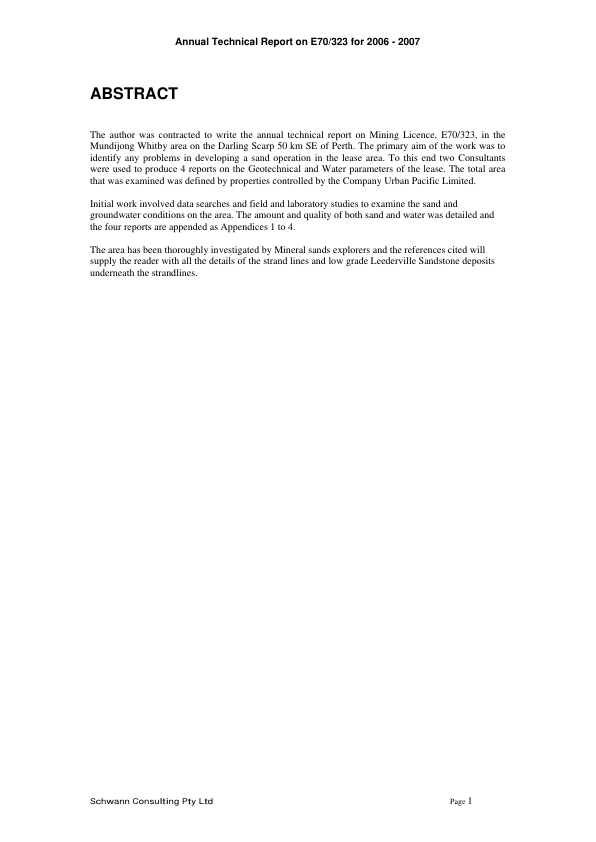 Annual Technical Report on E70/323 for 2006 - 2007
ABSTRACT
The author was contracted to write the annual technical report on Mining Licence, E70/323, in the
Mundijong Whitby area on the Darling Scarp 50 km SE of Perth. The primary aim of the work was to
identify any problems in developing a sand operation in the lease area. To this end two Consultants
were used to produce 4 reports on the Geotechnical and Water parameters of the lease. The total area
that was examined was defined by properties controlled by the Company Urban Pacific Limited.
Initial work involved data searches and field and laboratory studies to examine the sand and
groundwater conditions on the area. The amount and quality of both sand and water was detailed and
the four reports are appended as Appendices 1 to 4.
The area has been thoroughly investigated by Mineral sands explorers and the references cited will
supply the reader with all the details of the strand lines and low grade Leederville Sandstone deposits
underneath the strandlines.
Schwann Consulting Pty Ltd Page 1